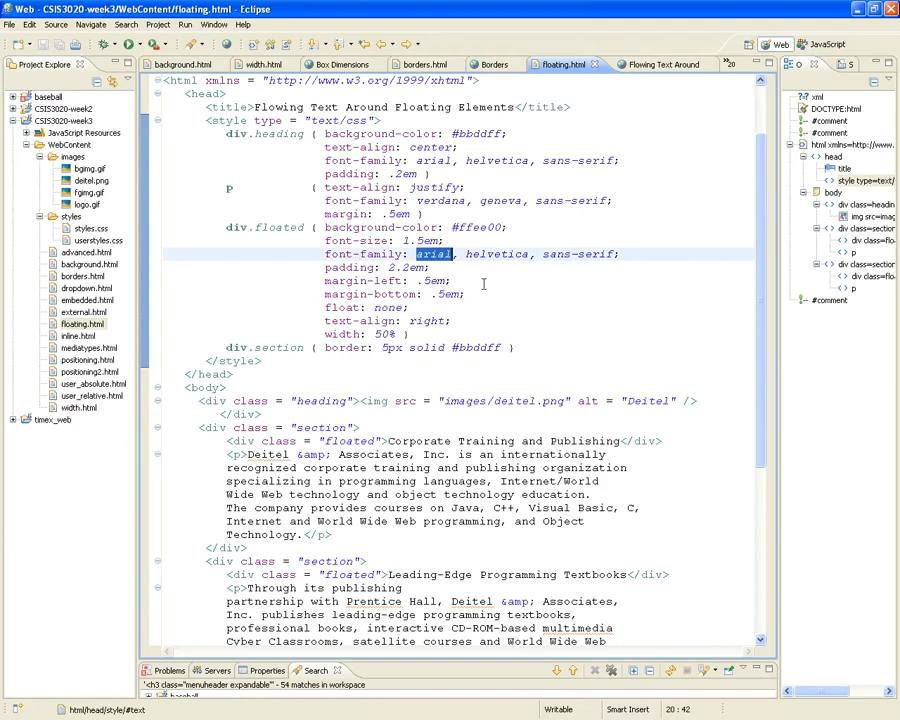 Web - CSIS3020-week3/WebContent/floating.html - Eclipse
File Edit Source Navigate Search Project Run Window Help
Web JavaScript
Project Explore
background.html width.html Box Dimensions borders.html Borders floating.html Flowing Text Around »20
O S
baseball
CSIS3020-week2
CSIS3020-week3
JavaScript Resources
WebContent
images
bgimg.gif
deitel.png
fgimg.gif
logo.gif
styles
styles.css
userstyles.css
advanced.html
background.html
borders.html
dropdown.html
embedded.html
external.html
floating.html
inline.html
mediatypes.html
positioning.html
positioning2.html
user_absolute.html
user_relative.html
width.html
timex_web
<html xmlns = "http://www.w3.org/1999/xhtml">
<head>
<title>Flowing Text Around Floating Elements</title>
<style type = "text/css">
div.heading { background-color: #bbddff;
text-align: center;
font-family: arial, helvetica, sans-serif;
padding: .2em }
p { text-align: justify;
font-family: verdana, geneva, sans-serif;
margin: .5em }
div.floated { background-color: #ffee00;
font-size: 1.5em;
font-family: arial, helvetica, sans-serif;
padding: 2.2em;
margin-left: .5em;
margin-bottom: .5em;
float: none;
text-align: right;
width: 50% }
div.section { border: 5px solid #bbddff }
</style>
</head>
<body>
<div class = "heading"><img src = "images/deitel.png" alt = "Deitel" />
</div>
<div class = "section">
<div class = "floated">Corporate Training and Publishing</div>
<p>Deitel &amp; Associates, Inc. is an internationally
recognized corporate training and publishing organization
specializing in programming languages, Internet/World
Wide Web technology and object technology education.
The company provides courses on Java, C++, Visual Basic, C,
Internet and World Wide Web programming, and Object
Technology.</p>
</div>
<div class = "section">
<div class = "floated">Leading-Edge Programming Textbooks</div>
<p>Through its publishing
partnership with Prentice Hall, Deitel &amp; Associates,
Inc. publishes leading-edge programming textbooks,
professional books, interactive CD-ROM-based multimedia
Cyber Classrooms, satellite courses and World Wide Web
xml
DOCTYPE:html
#comment
#comment
html xmlns=http://www.
head
title
style type=text/
body
div class=headin
img src=imag
div class=section
div class=flo
p
div class=section
div class=floa
p
#comment
Problems Servers Properties Search
'<h3 class="menuheader expandable"' - 54 matches in workspace
baseball
html/head/style/#text Writable Smart Insert 20 : 42